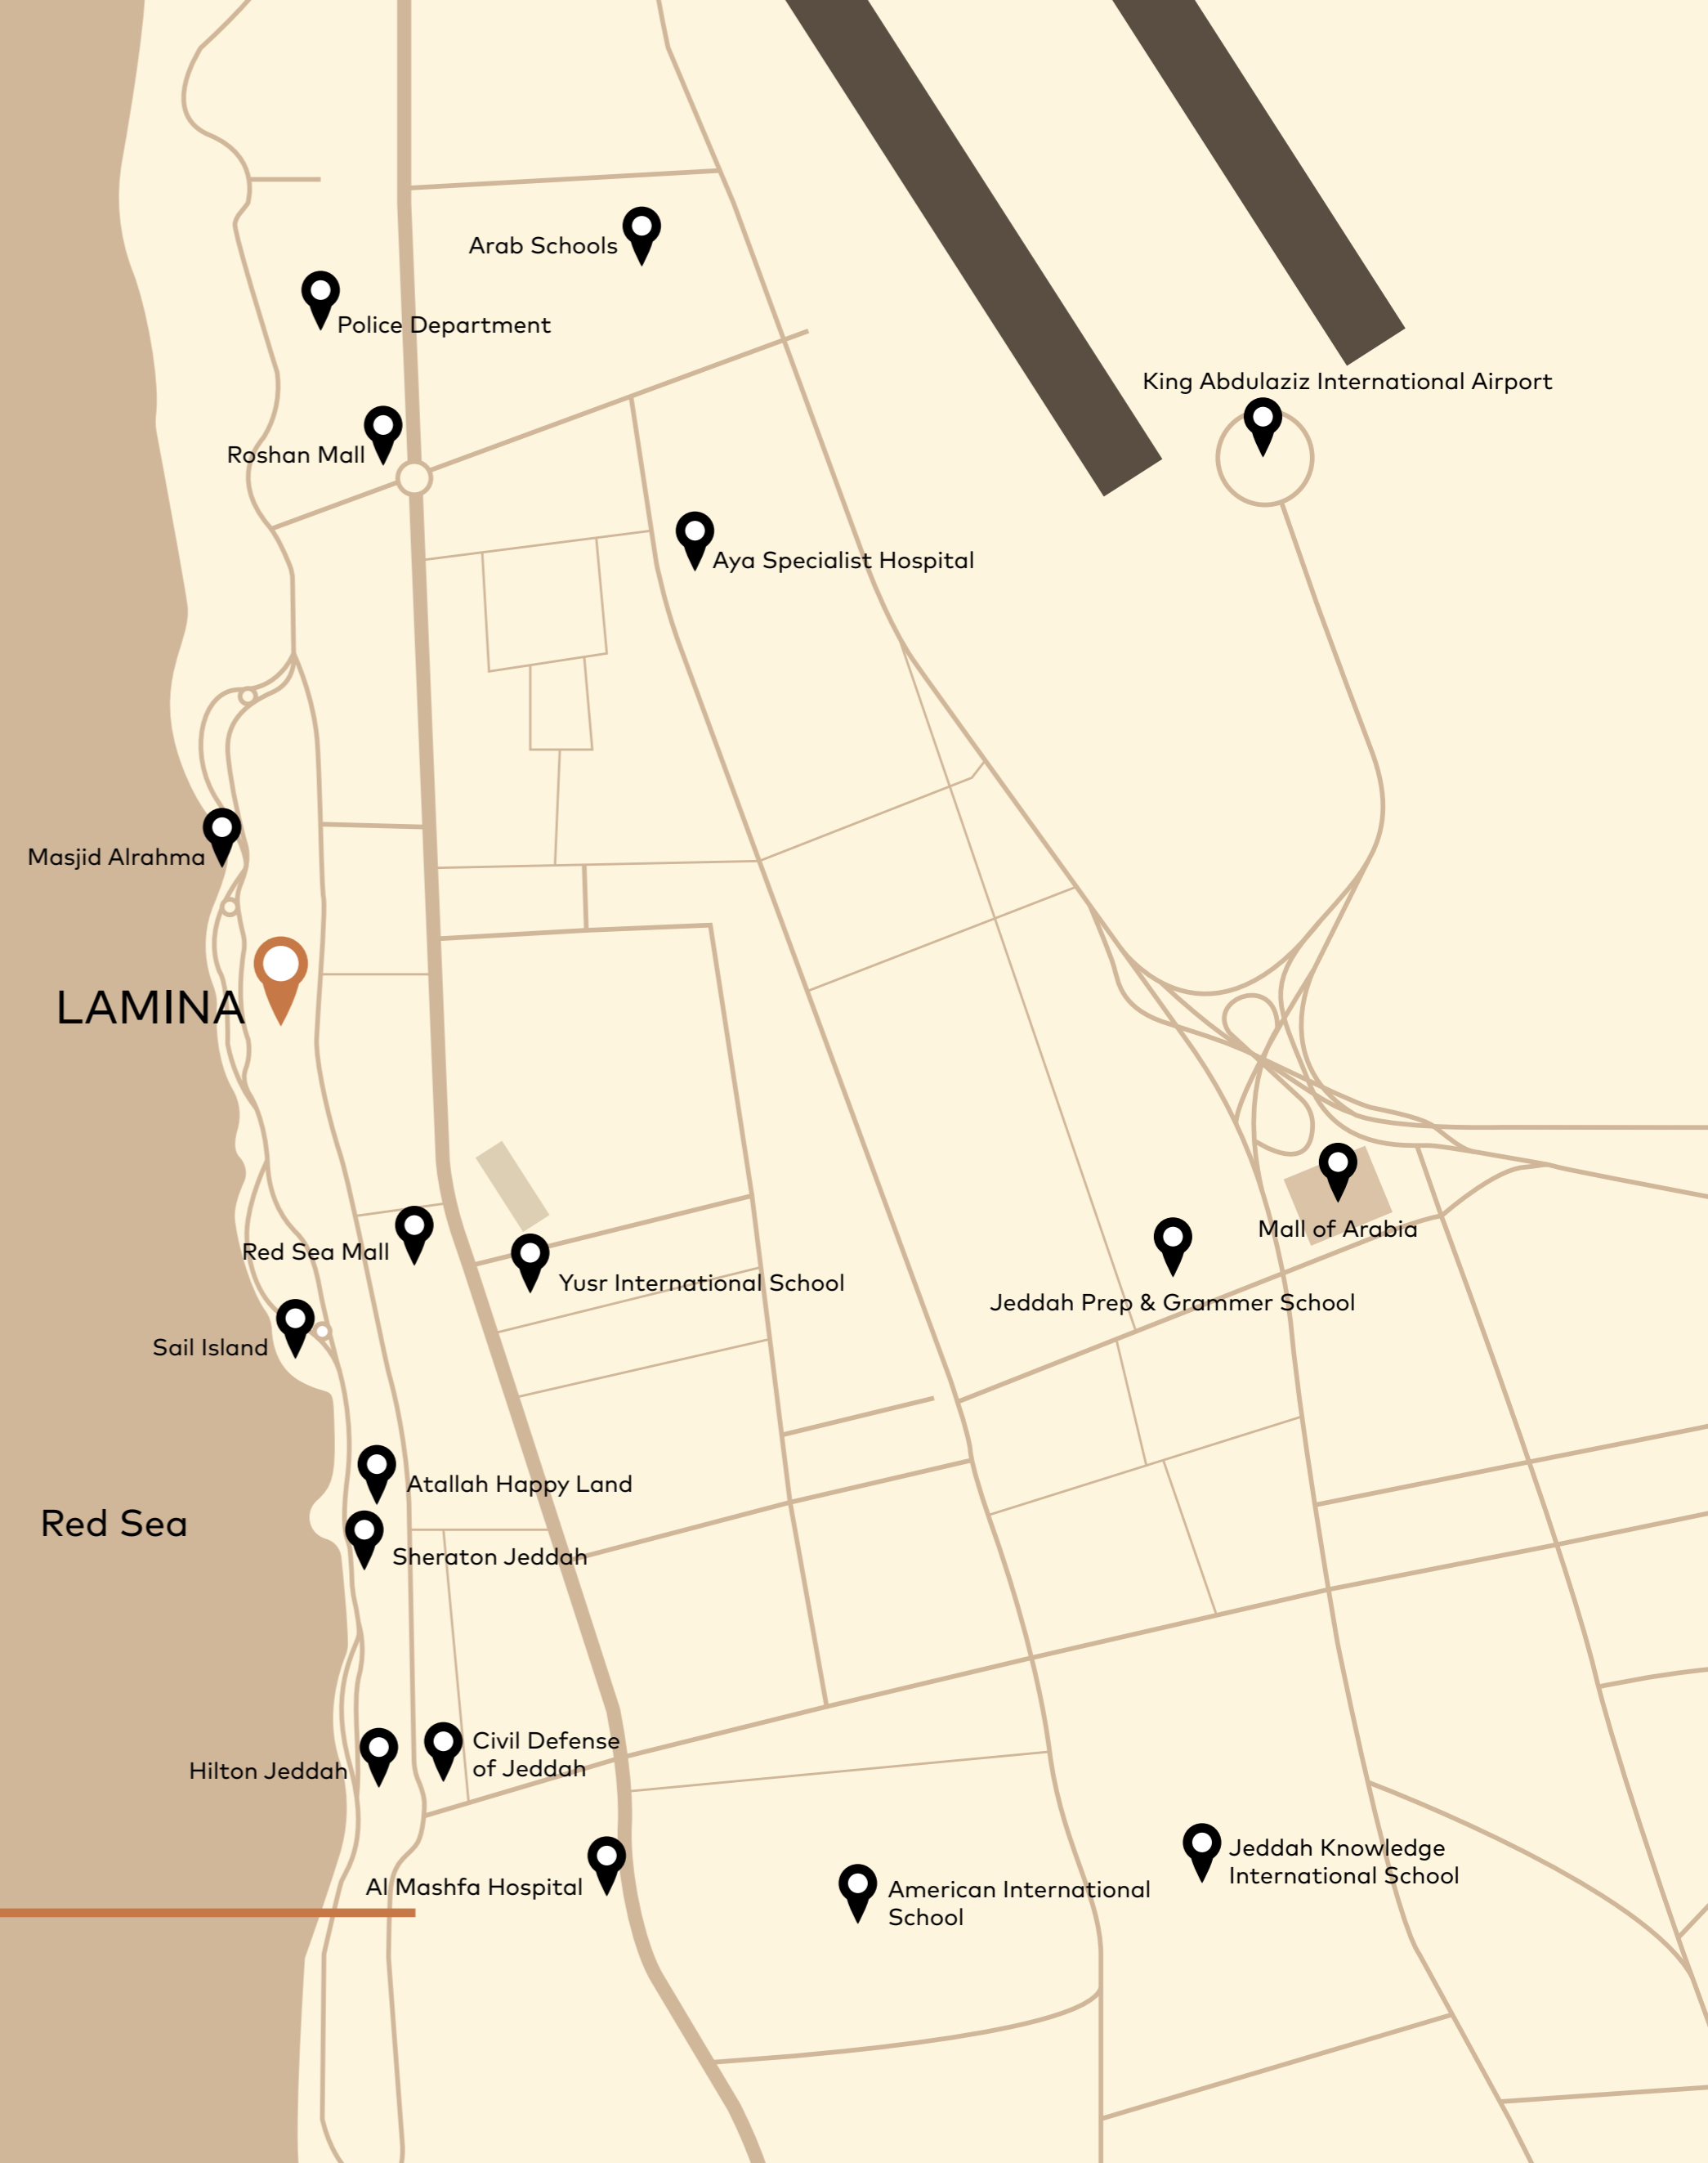 Arab Schools
Police Department
King Abdulaziz International Airport
Roshan Mall
Aya Specialist Hospital
Masjid Alrahma
LAMINA
Mall of Arabia
Red Sea Mall
Yusr International School
Jeddah Prep & Grammer School
Sail Island
Atallah Happy Land
Red Sea
Sheraton Jeddah
Civil Defense
of Jeddah
Hilton Jeddah
Jeddah Knowledge
International School
Al Mashfa Hospital
American International
School